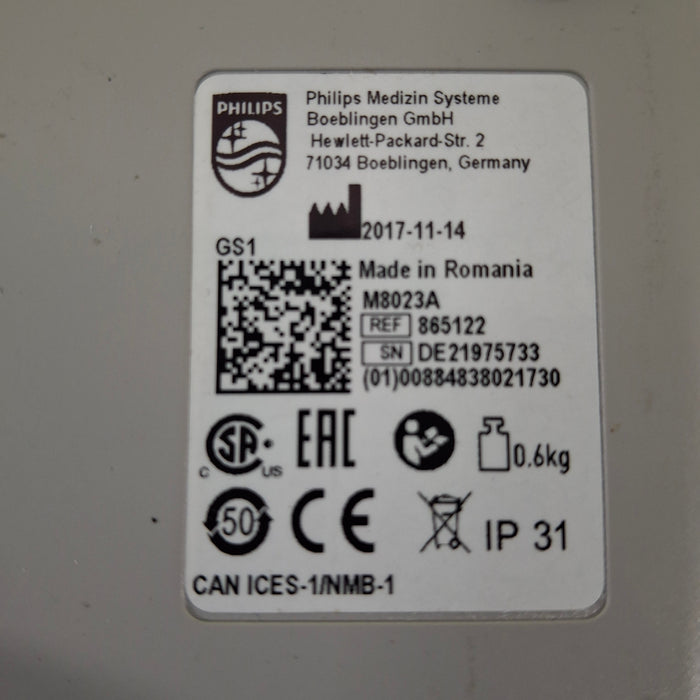 PHILIPS
Philips Medizin Systeme
Boeblingen GmbH
Hewlett-Packard-Str. 2
71034 Boeblingen, Germany
2017-11-14
GS1
Made in Romania
M8023A
REF 865122
SN DE21975733
(01)00884838021730
C SA US EAC 0.6kg
50 CE IP 31
CAN ICES-1/NMB-1